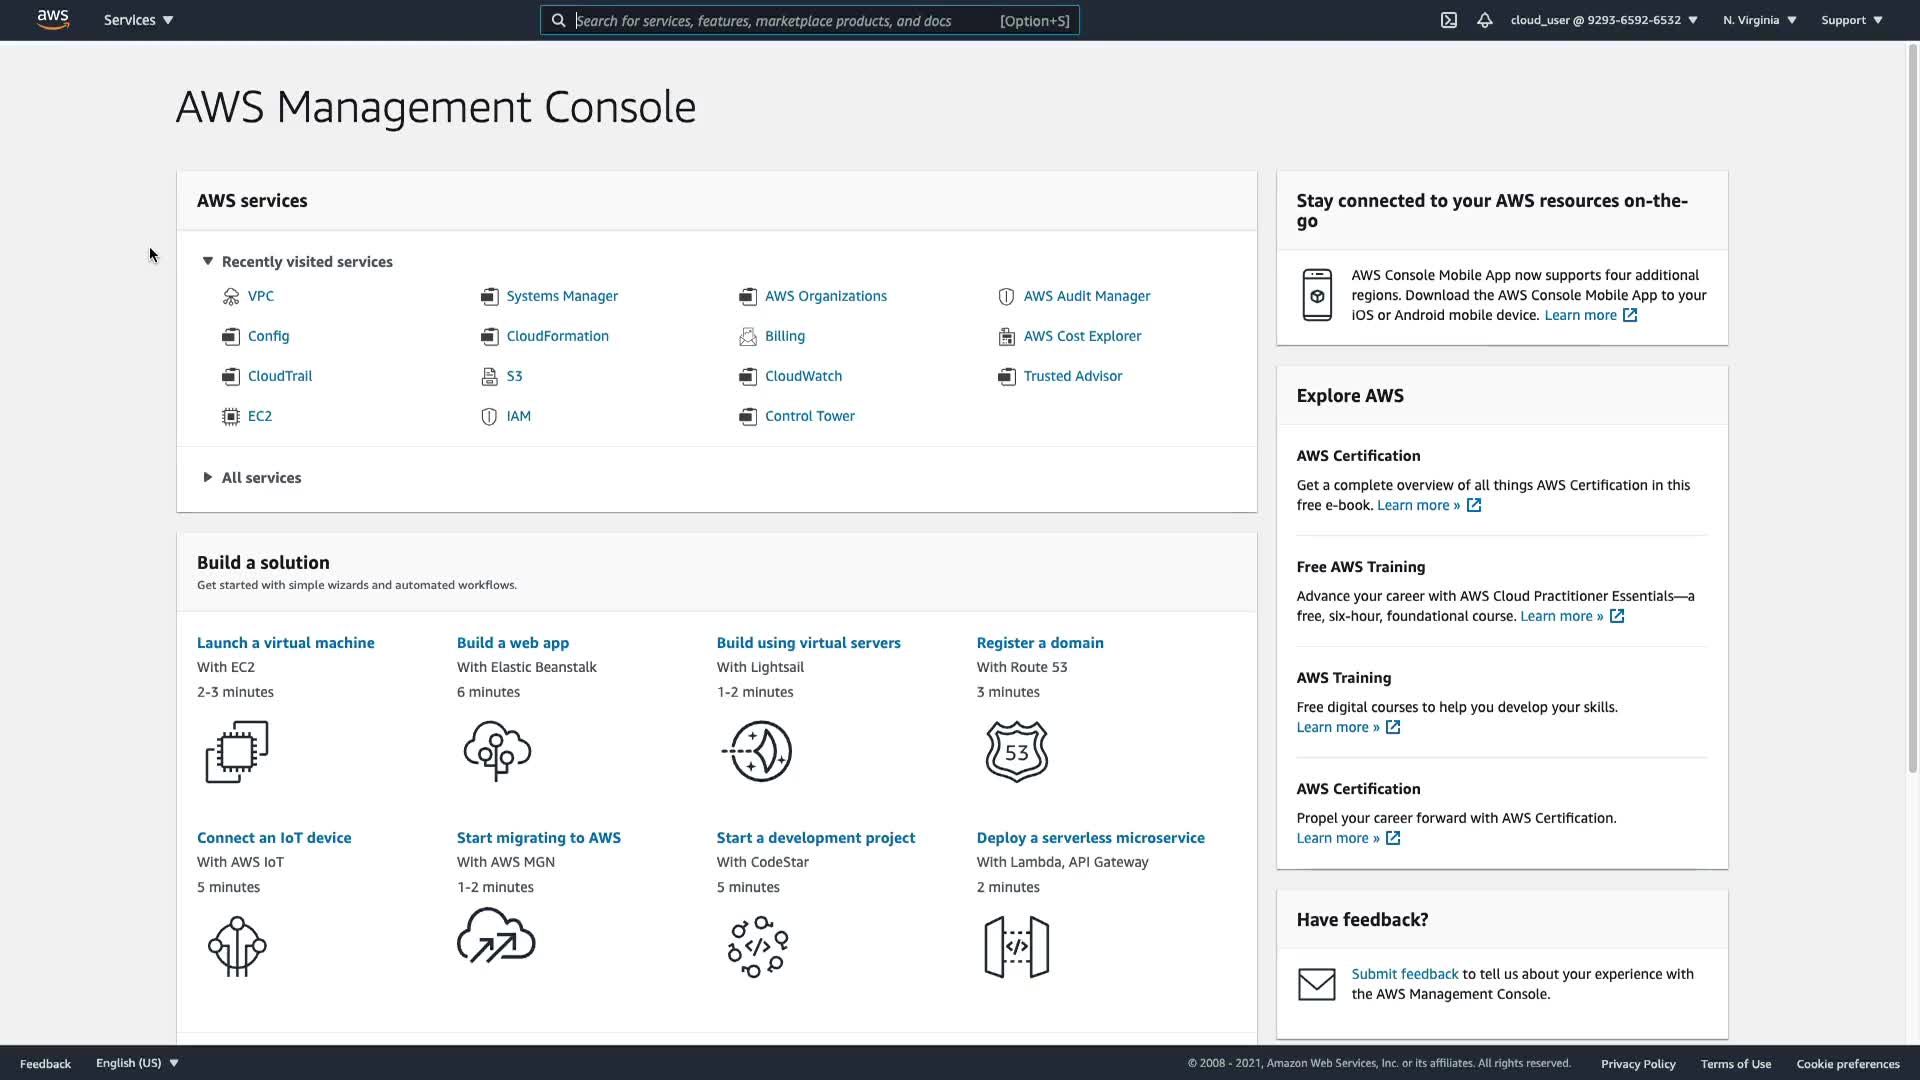 aws Services Search for services, features, marketplace products, and docs [Option+S] cloud_user @ 9293-6592-6532 N. Virginia Support
AWS Management Console
AWS services
Recently visited services
VPC Systems Manager AWS Organizations AWS Audit Manager
Config CloudFormation Billing AWS Cost Explorer
CloudTrail S3 CloudWatch Trusted Advisor
EC2 IAM Control Tower
All services
Build a solution
Get started with simple wizards and automated workflows.
Launch a virtual machine Build a web app Build using virtual servers Register a domain
With EC2 With Elastic Beanstalk With Lightsail With Route 53
2-3 minutes 6 minutes 1-2 minutes 3 minutes
53
Connect an IoT device Start migrating to AWS Start a development project Deploy a serverless microservice
With AWS IoT With AWS MGN With CodeStar With Lambda, API Gateway
5 minutes 1-2 minutes 5 minutes 2 minutes
</> </>
Stay connected to your AWS resources on-the-
go
AWS Console Mobile App now supports four additional
regions. Download the AWS Console Mobile App to your
iOS or Android mobile device. Learn more
Explore AWS
AWS Certification
Get a complete overview of all things AWS Certification in this
free e-book. Learn more »
Free AWS Training
Advance your career with AWS Cloud Practitioner Essentials—a
free, six-hour, foundational course. Learn more »
AWS Training
Free digital courses to help you develop your skills.
Learn more »
AWS Certification
Propel your career forward with AWS Certification.
Learn more »
Have feedback?
Submit feedback to tell us about your experience with
the AWS Management Console.
Feedback English (US) © 2008 - 2021, Amazon Web Services, Inc. or its affiliates. All rights reserved. Privacy Policy Terms of Use Cookie preferences